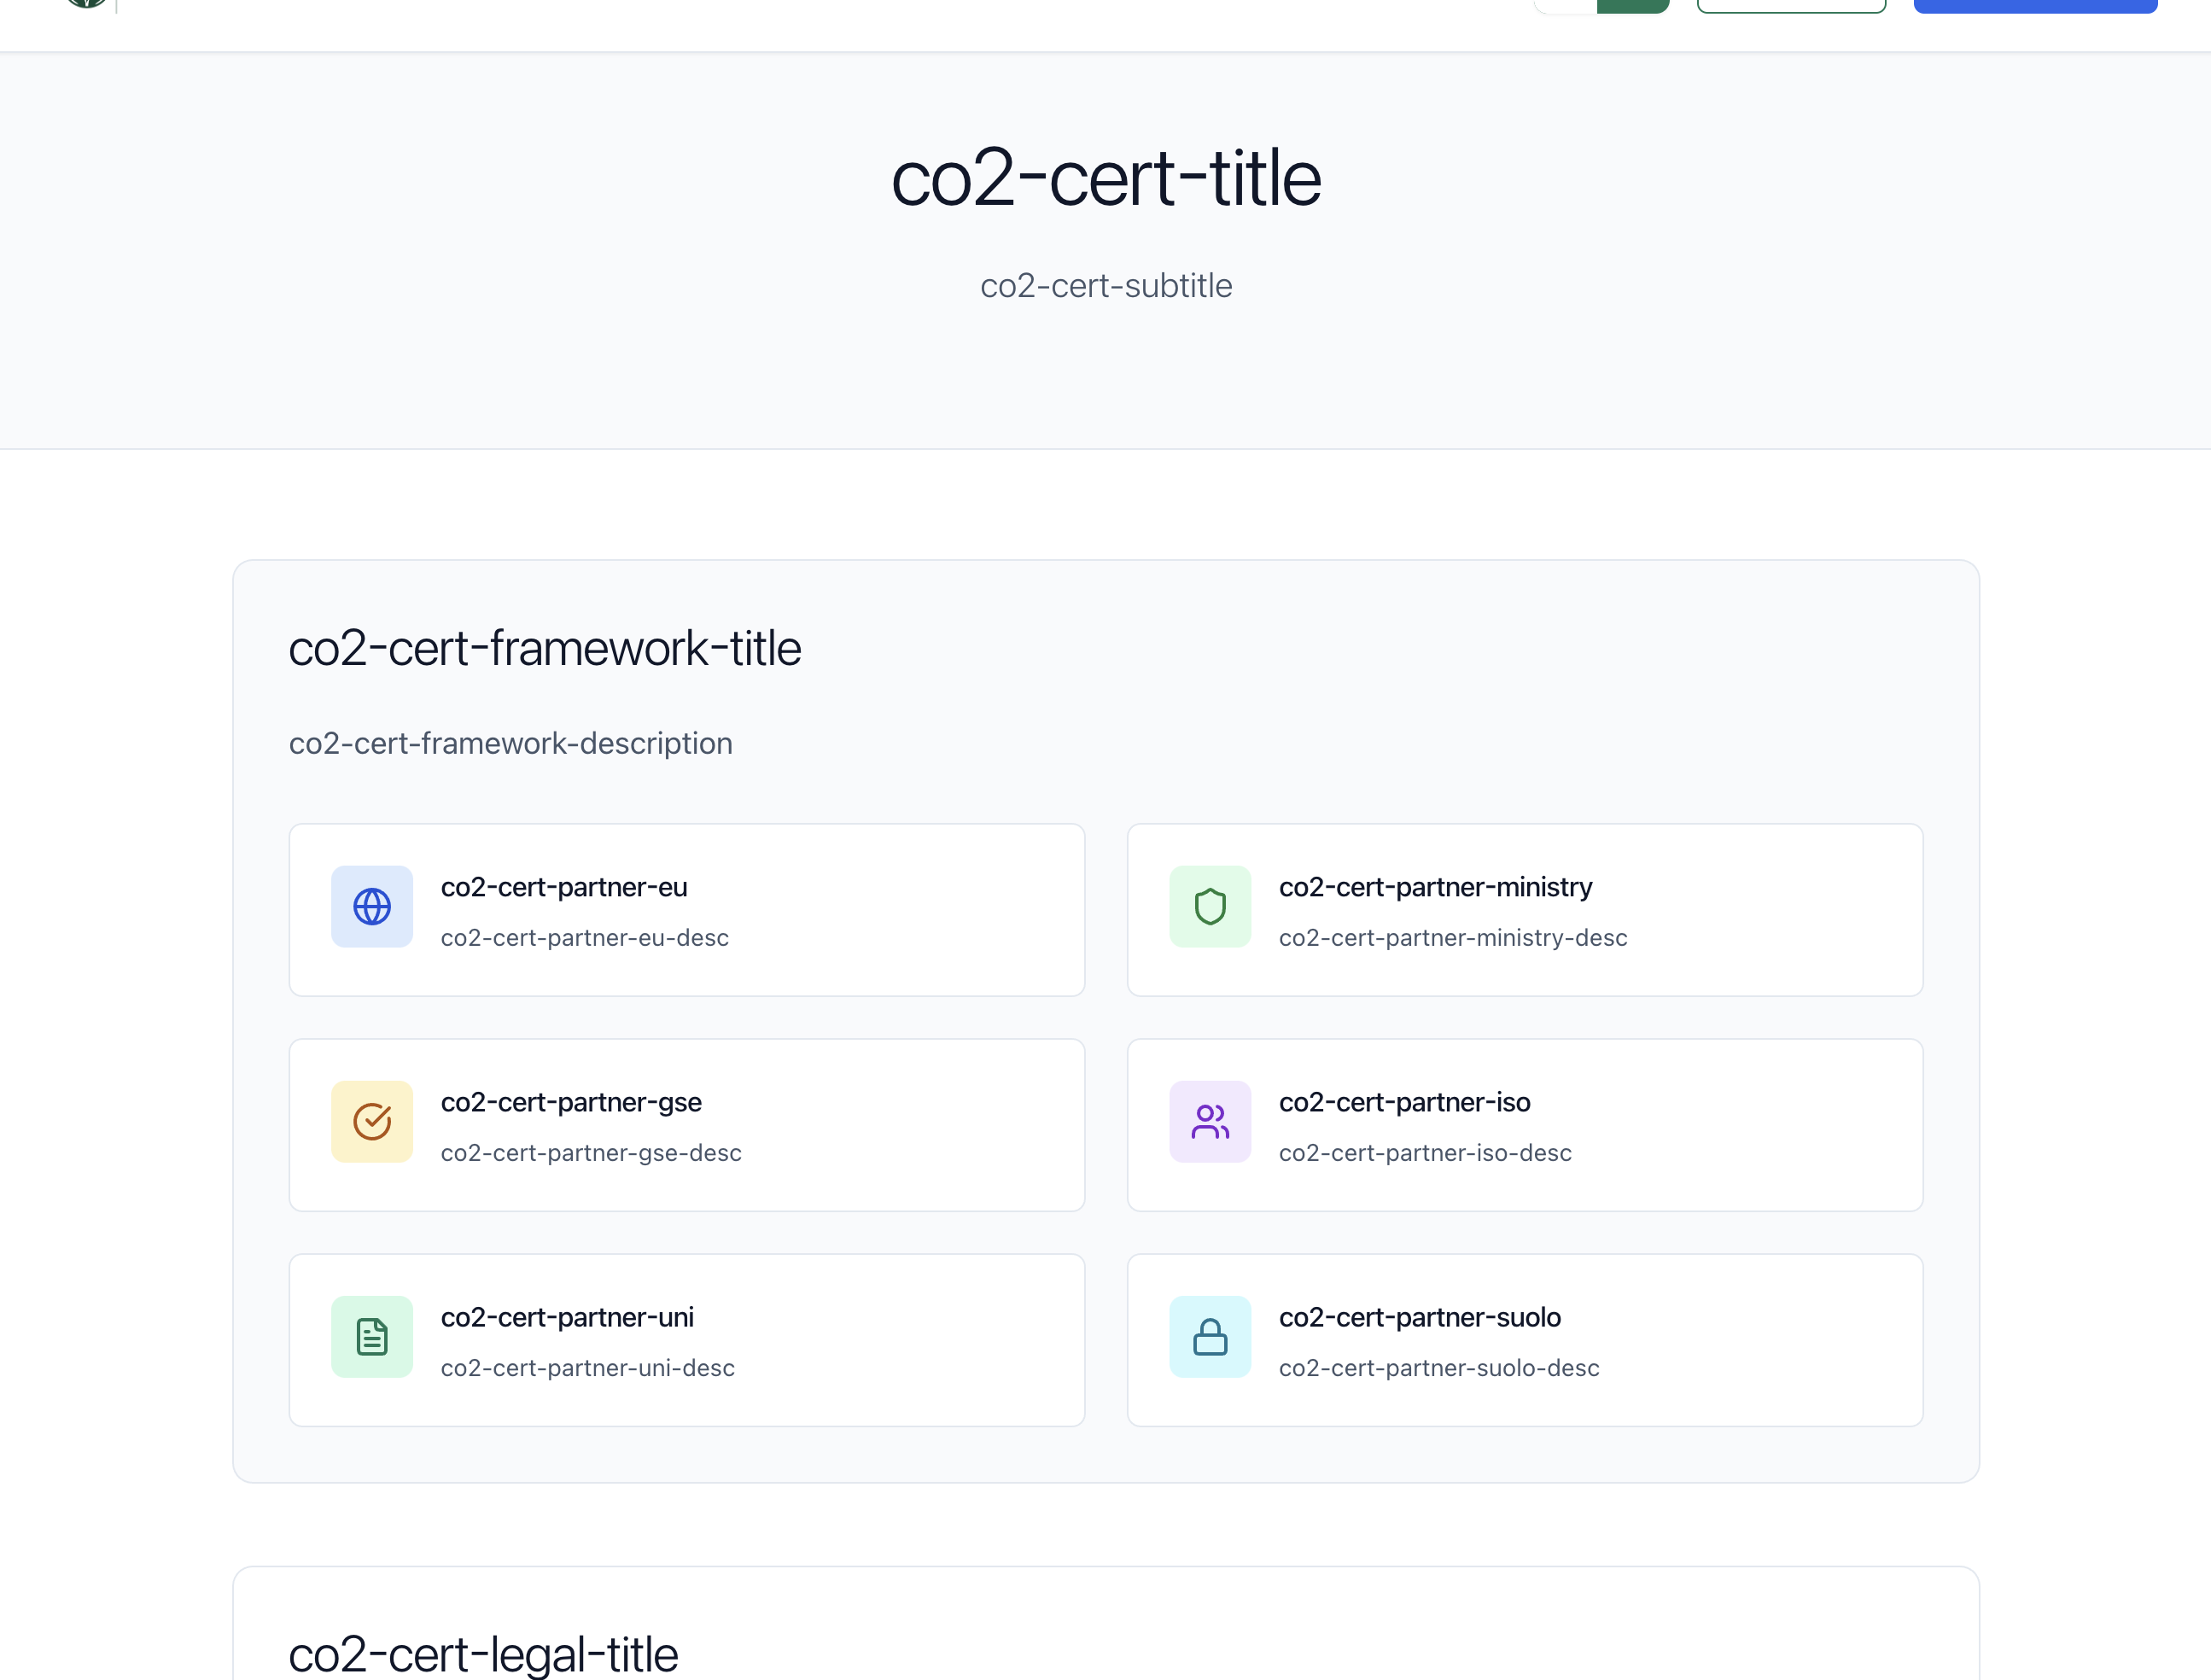 co2-cert-title
co2-cert-subtitle
co2-cert-framework-title
co2-cert-framework-description
co2-cert-partner-eu
co2-cert-partner-eu-desc
co2-cert-partner-ministry
co2-cert-partner-ministry-desc
co2-cert-partner-gse
co2-cert-partner-gse-desc
co2-cert-partner-iso
co2-cert-partner-iso-desc
co2-cert-partner-uni
co2-cert-partner-uni-desc
co2-cert-partner-suolo
co2-cert-partner-suolo-desc
co2-cert-legal-title